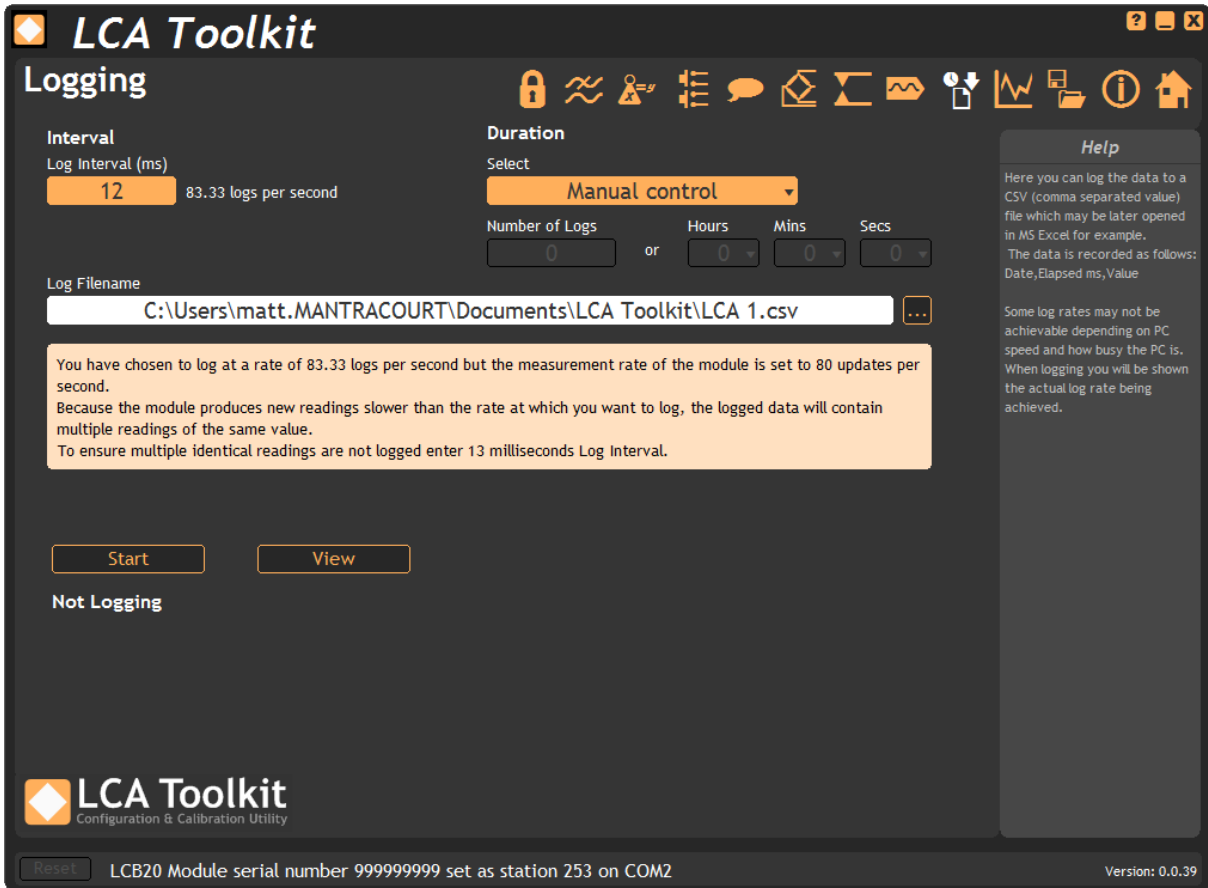 LCA Toolkit
?
X
Logging
Interval
Log Interval (ms)
12
83.33 logs per second
Duration
Select
Manual control
Number of Logs
0
or
Hours
0
Mins
0
Secs
0
Log Filename
C:\Users\matt.MANTRACOURT\Documents\LCA Toolkit\LCA 1.csv
...
You have chosen to log at a rate of 83.33 logs per second but the measurement rate of the module is set to 80 updates per
second.
Because the module produces new readings slower than the rate at which you want to log, the logged data will contain
multiple readings of the same value.
To ensure multiple identical readings are not logged enter 13 milliseconds Log Interval.
Start
View
Not Logging
Help
Here you can log the data to a
CSV (comma separated value)
file which may be later opened
in MS Excel for example.
The data is recorded as follows:
Date,Elapsed ms,Value
Some log rates may not be
achievable depending on PC
speed and how busy the PC is.
When logging you will be shown
the actual log rate being
achieved.
LCA Toolkit
Configuration & Calibration Utility
Reset
LCB20 Module serial number 999999999 set as station 253 on COM2
Version: 0.0.39